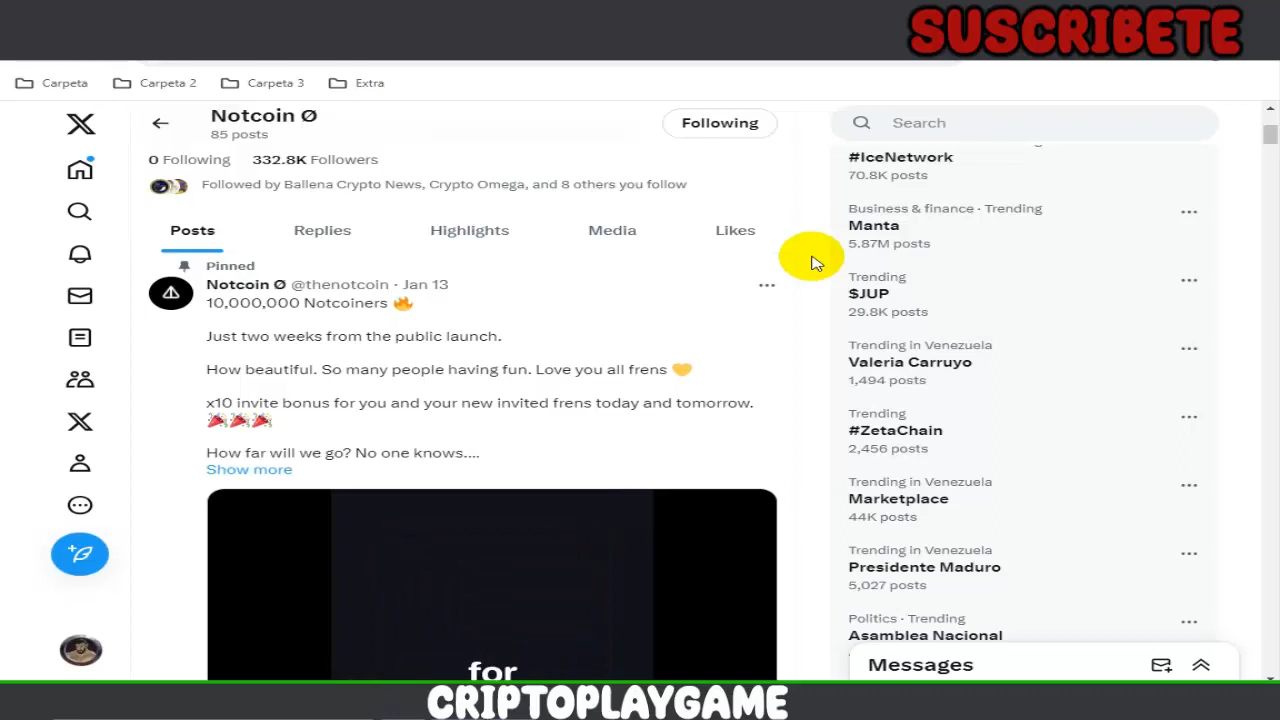 SUSCRIBETE
Carpeta Carpeta 2 Carpeta 3 Extra
Notcoin Ø
85 posts
Following
0 Following 332.8K Followers
Followed by Ballena Crypto News, Crypto Omega, and 8 others you follow
Posts Replies Highlights Media Likes
Pinned
Notcoin Ø @thenotcoin · Jan 13
10,000,000 Notcoiners 🔥
Just two weeks from the public launch.
How beautiful. So many people having fun. Love you all frens 💛
x10 invite bonus for you and your new invited frens today and tomorrow.
🎉🎉🎉
How far will we go? No one knows....
Show more
for
Search
#IceNetwork
70.8K posts
Business & finance · Trending
Manta
5.87M posts
Trending
$JUP
29.8K posts
Trending in Venezuela
Valeria Carruyo
1,494 posts
Trending
#ZetaChain
2,456 posts
Trending in Venezuela
Marketplace
44K posts
Trending in Venezuela
Presidente Maduro
5,027 posts
Politics · Trending
Asamblea Nacional
Messages
CRIPTOPLAYGAME